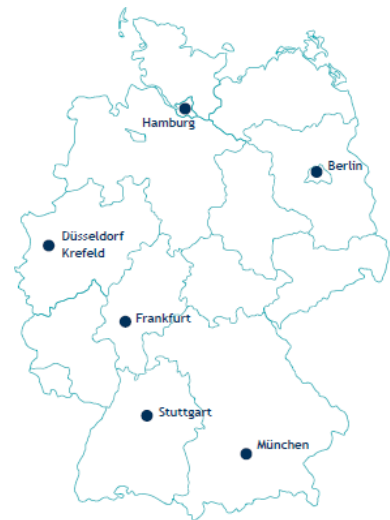 Hamburg
Berlin
Düsseldorf
Krefeld
Frankfurt
Stuttgart
München